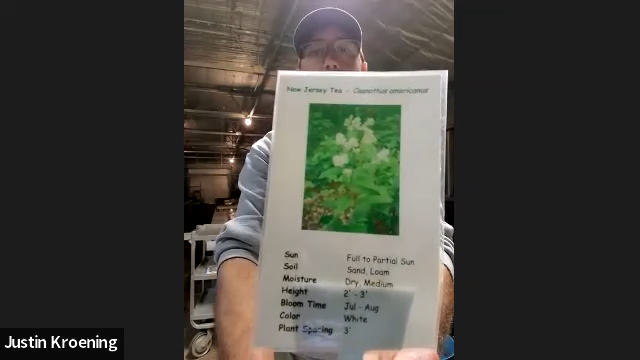 New Jersey Tea - Ceanothus americanus
Sun Full to Partial Sun
Soil Sand, Loam
Moisture Dry, Medium
Height 2' - 3'
Bloom Time Jul - Aug
Color White
Plant Spacing 3'
Justin Kroening